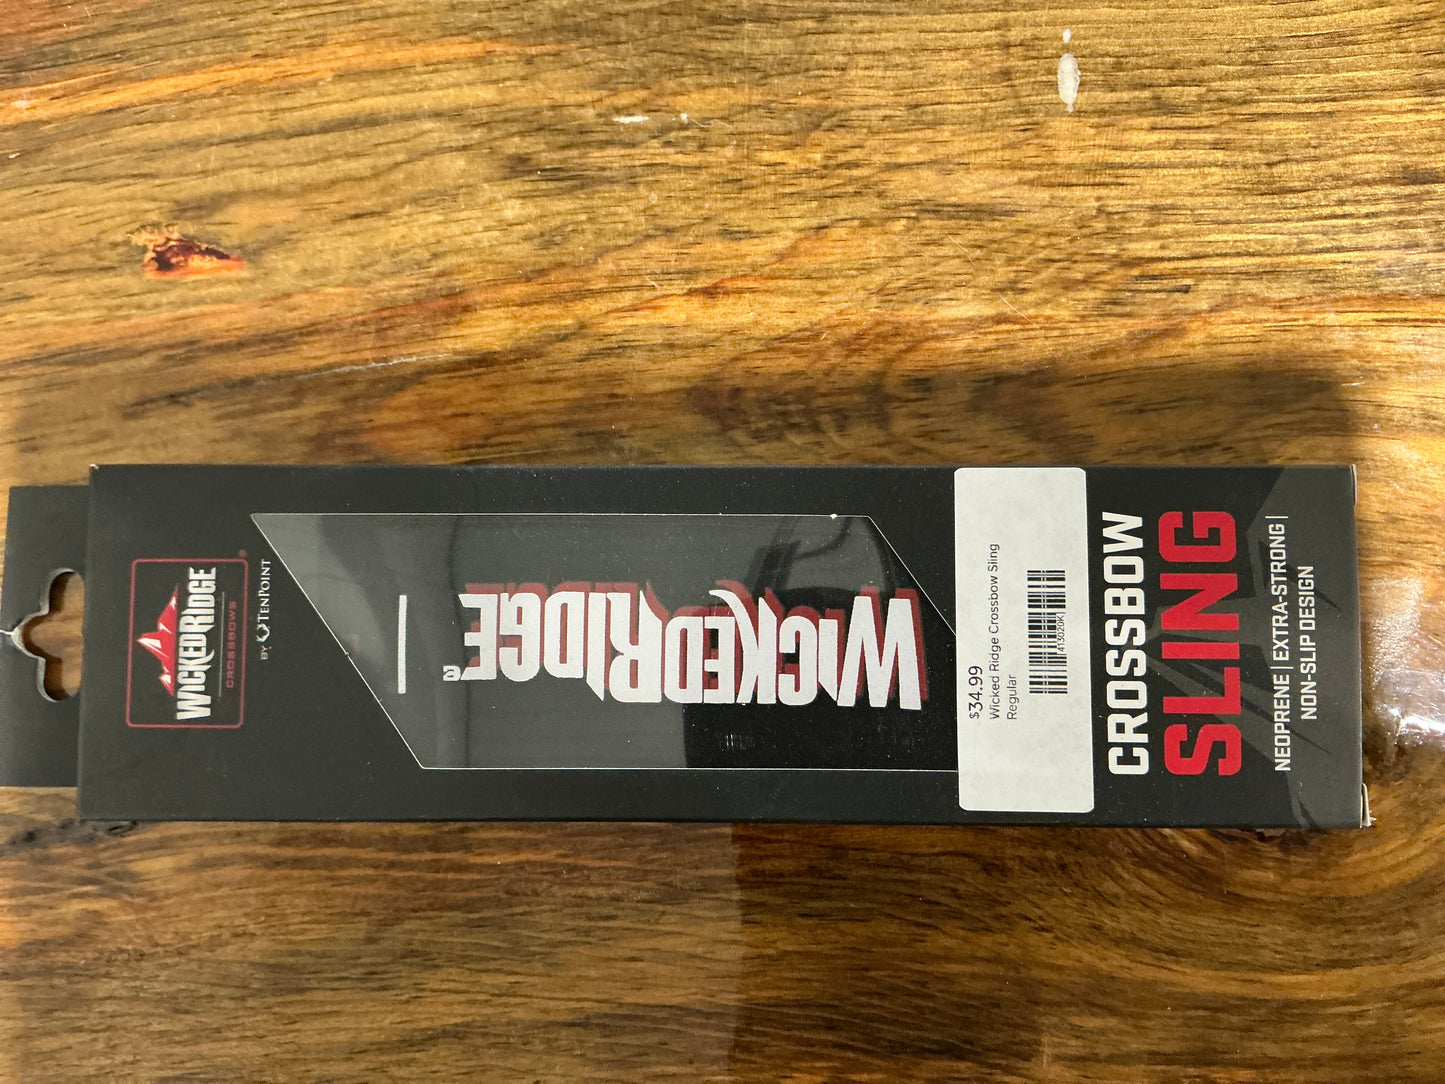 WICKEDRIDGE®
CROSSBOWS
BY TENPOINT
WICKEDRIDGE®
$34.99
Wicked Ridge Crossbow Sling
Regular
413020K
CROSSBOW
SLING
NEOPRENE | EXTRA-STRONG |
NON-SLIP DESIGN